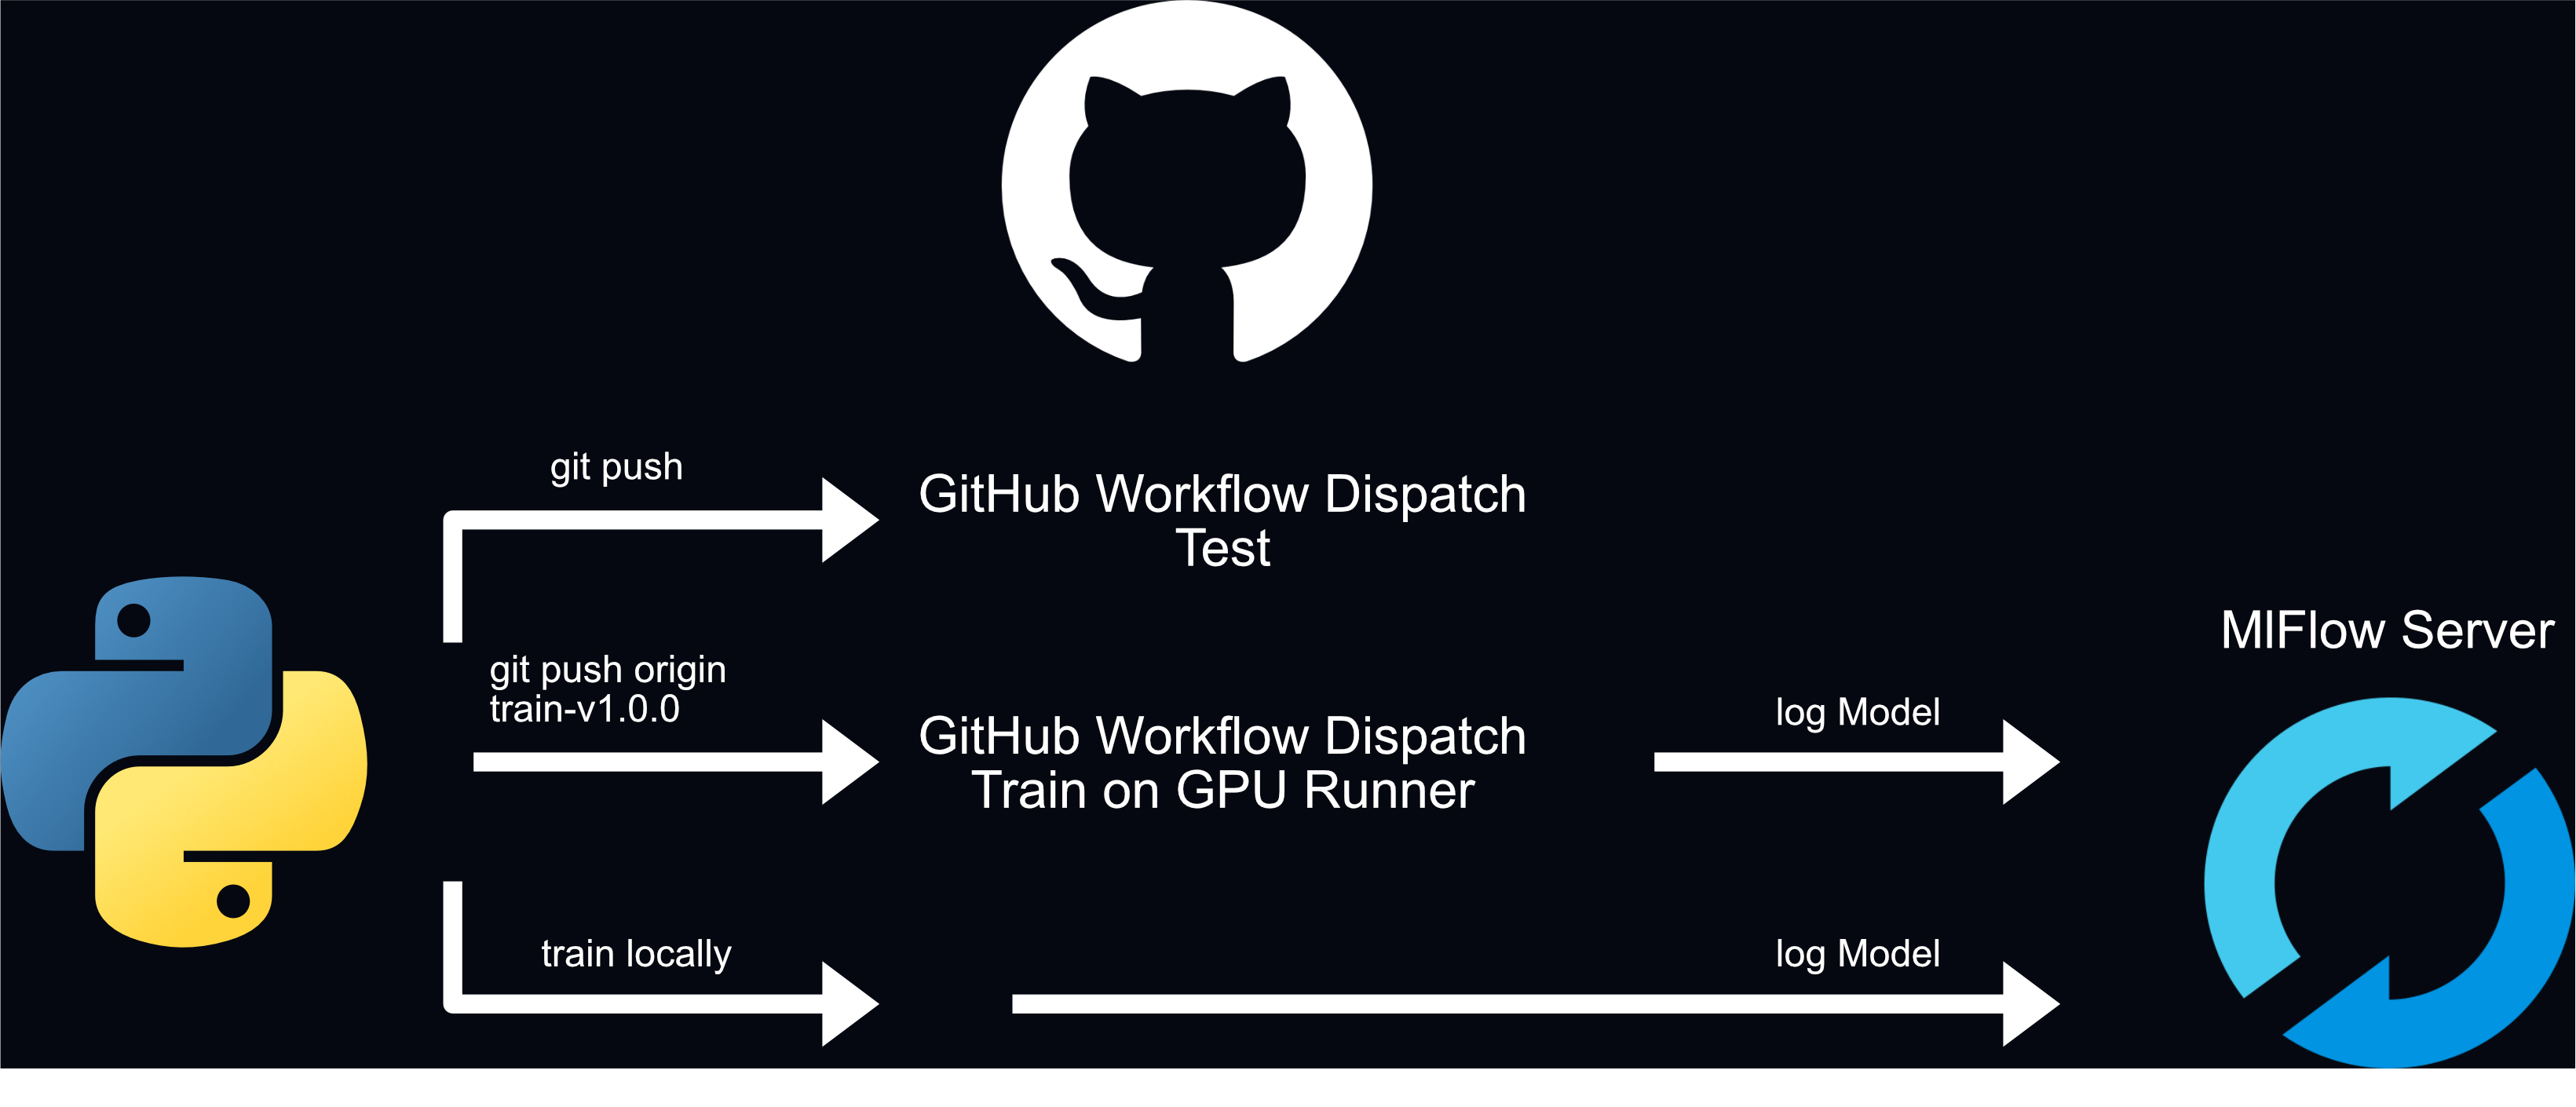 git push
GitHub Workflow Dispatch
Test
git push origin
train-v1.0.0
GitHub Workflow Dispatch
Train on GPU Runner
log Model
MlFlow Server
train locally
log Model